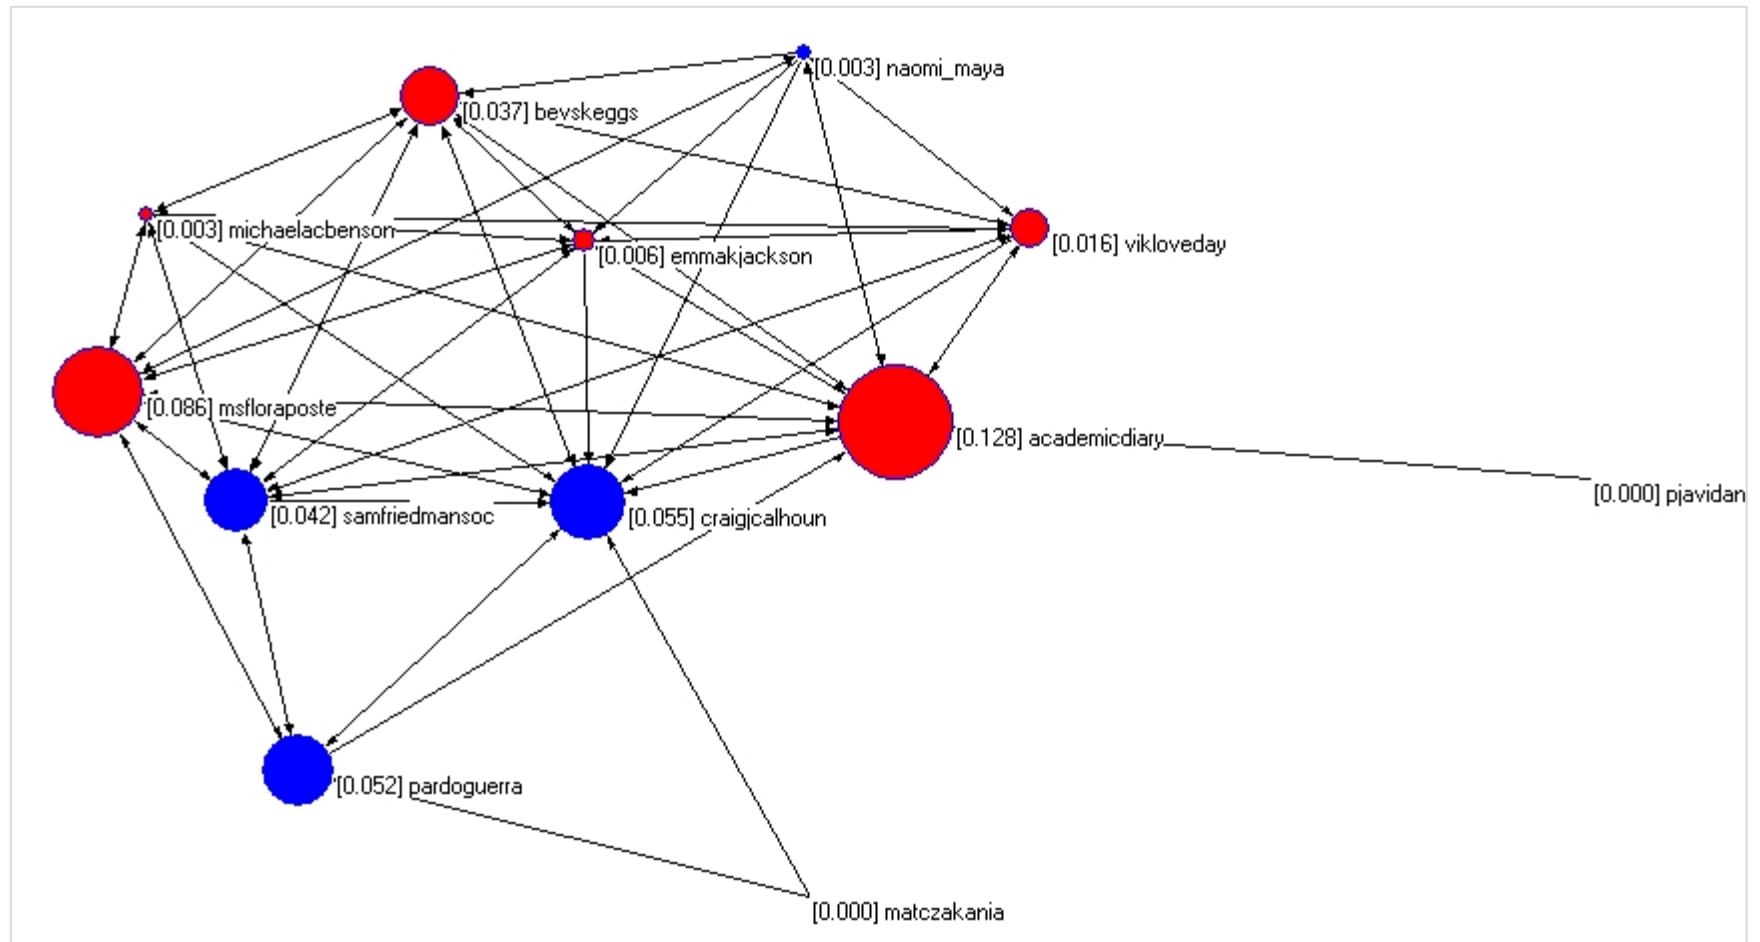 [0.003] naomi_maya
[0.037] bevskeggs
[0.003] michaelacbenson
[0.006] emmakjackson
[0.016] vikloveday
[0.086] msfloraposte
[0.128] academicdiary
[0.000] pjavidan
[0.042] samfriedmansoc
[0.055] craigjcalhoun
[0.052] pardoguerra
[0.000] matczakania